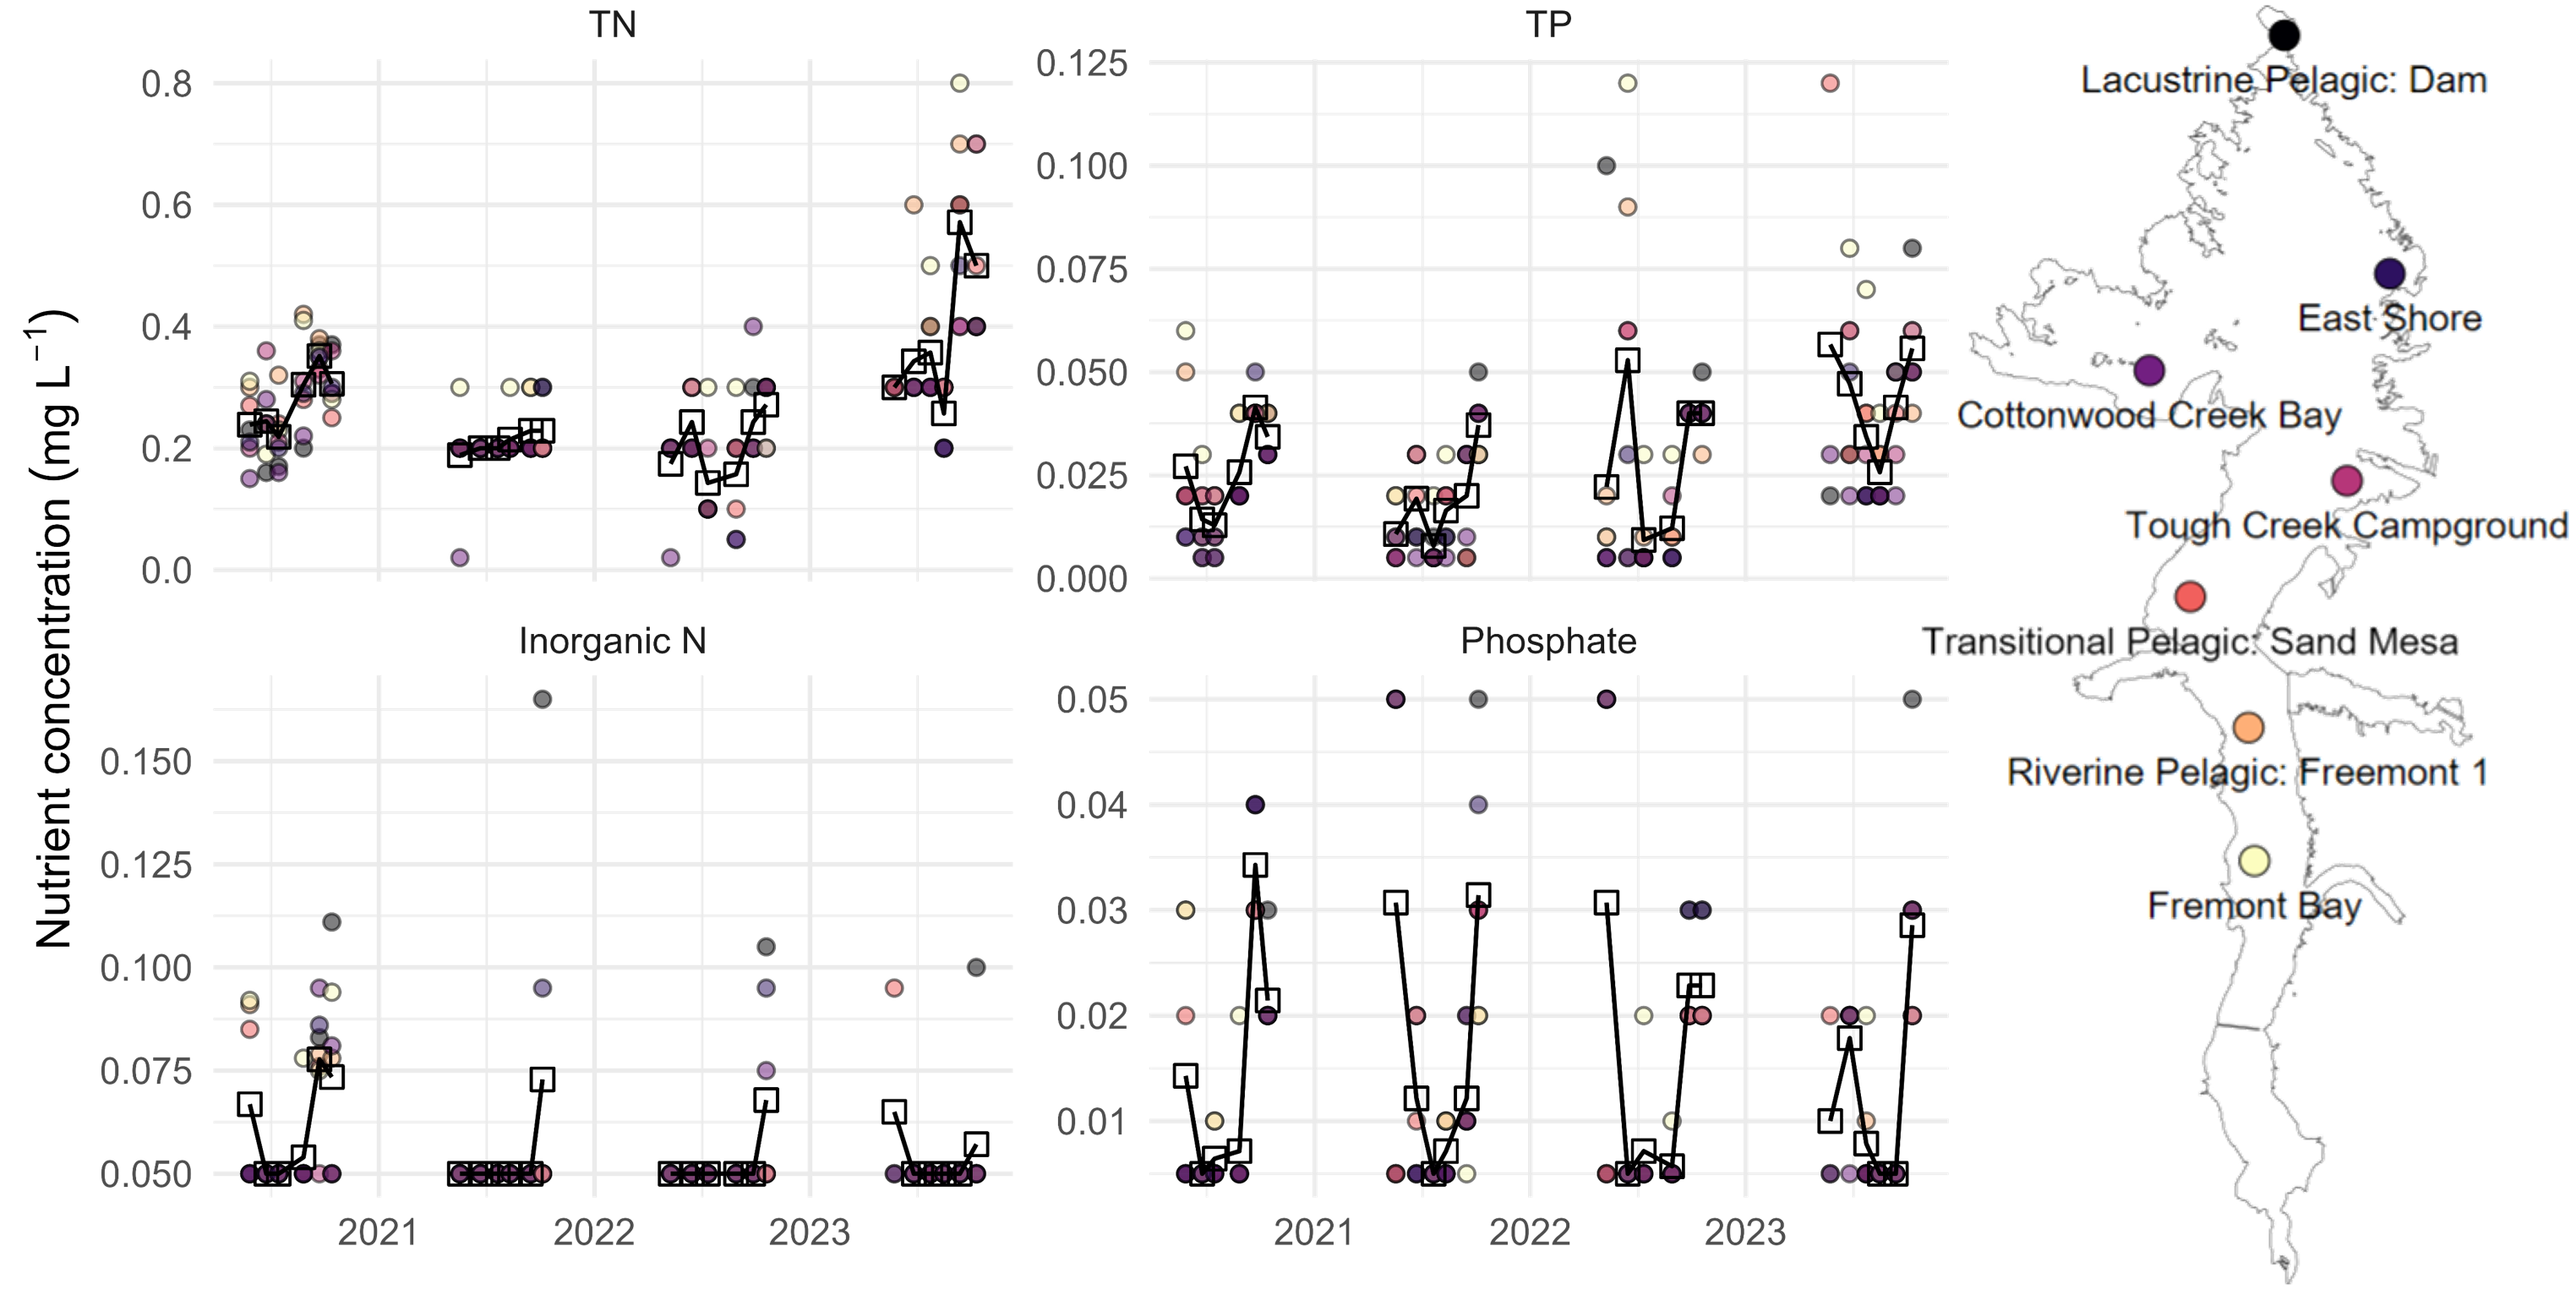 Nutrient concentration (mg L⁻¹)
TN
0.8
0.6
0.4
0.2
0.0
TP
0.125
0.100
0.075
0.050
0.025
0.000
Inorganic N
0.150
0.125
0.100
0.075
0.050
2021
2022
2023
Phosphate
0.05
0.04
0.03
0.02
0.01
2021
2022
2023
Lacustrine Pelagic: Dam
East Shore
Cottonwood Creek Bay
Tough Creek Campground
Transitional Pelagic: Sand Mesa
Riverine Pelagic: Freemont 1
Fremont Bay